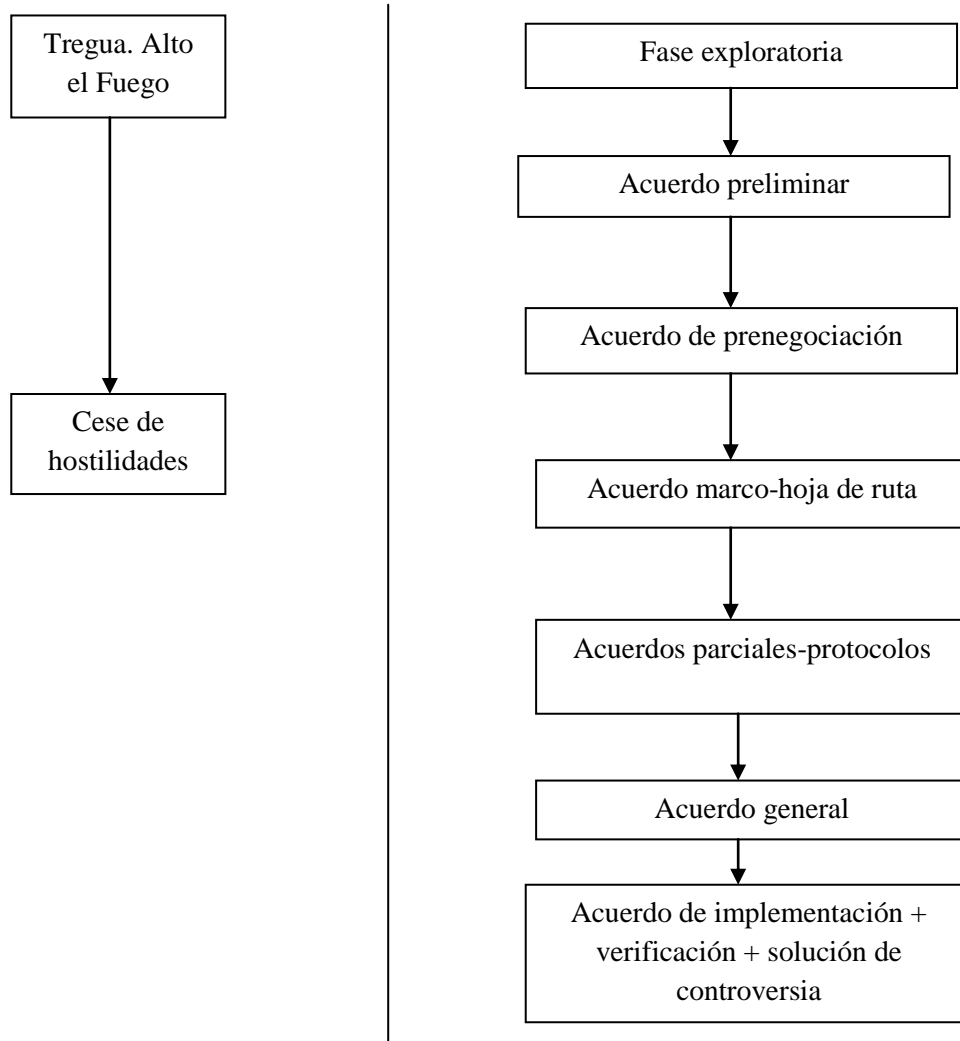 Tregua. Alto
el Fuego
Cese de
hostilidades
Fase exploratoria
Acuerdo preliminar
Acuerdo de prenegociación
Acuerdo marco-hoja de ruta
Acuerdos parciales-protocolos
Acuerdo general
Acuerdo de implementación +
verificación + solución de
controversia